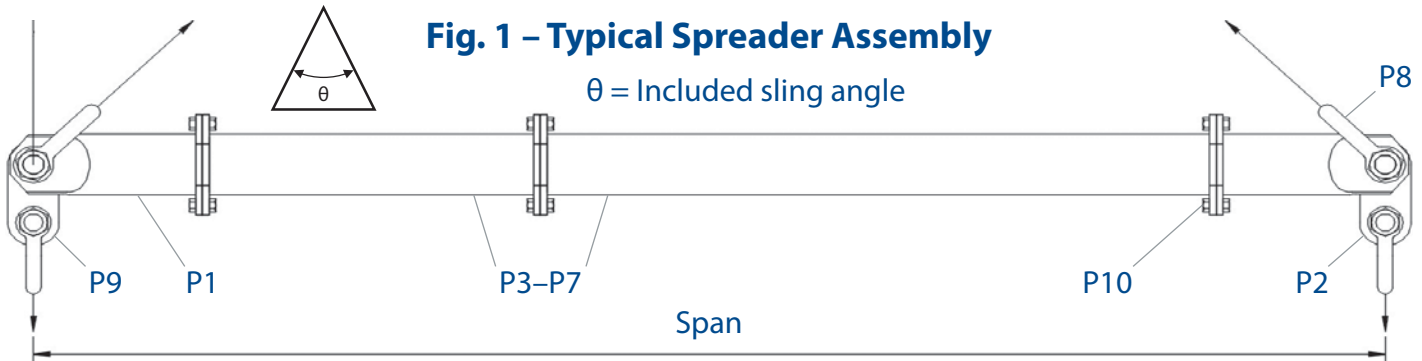 Fig. 1 – Typical Spreader Assembly
θ
θ = Included sling angle
P8
P9
P1
P3–P7
P10
P2
Span